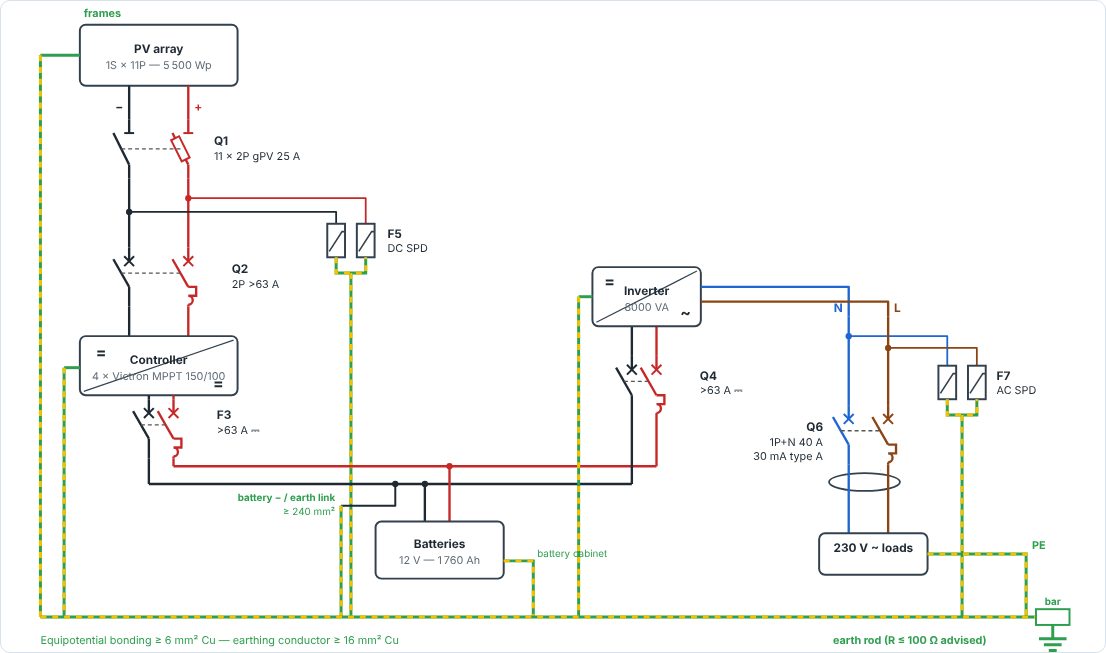 frames
PV array
1S × 11P — 5 500 Wp
−
+
Q1
11 × 2P gPV 25 A
F5
DC SPD
Q2
2P >63 A
=
Inverter
8000 VA
~
N
L
=
Controller
4 × Victron MPPT 150/100
=
Q4
>63 A ⎓
F7
AC SPD
F3
>63 A ⎓
Q6
1P+N 40 A
30 mA type A
battery − / earth link
≥ 240 mm²
Batteries
12 V — 1 760 Ah
battery cabinet
230 V ~ loads
PE
bar
Equipotential bonding ≥ 6 mm² Cu — earthing conductor ≥ 16 mm² Cu
earth rod (R ≤ 100 Ω advised)